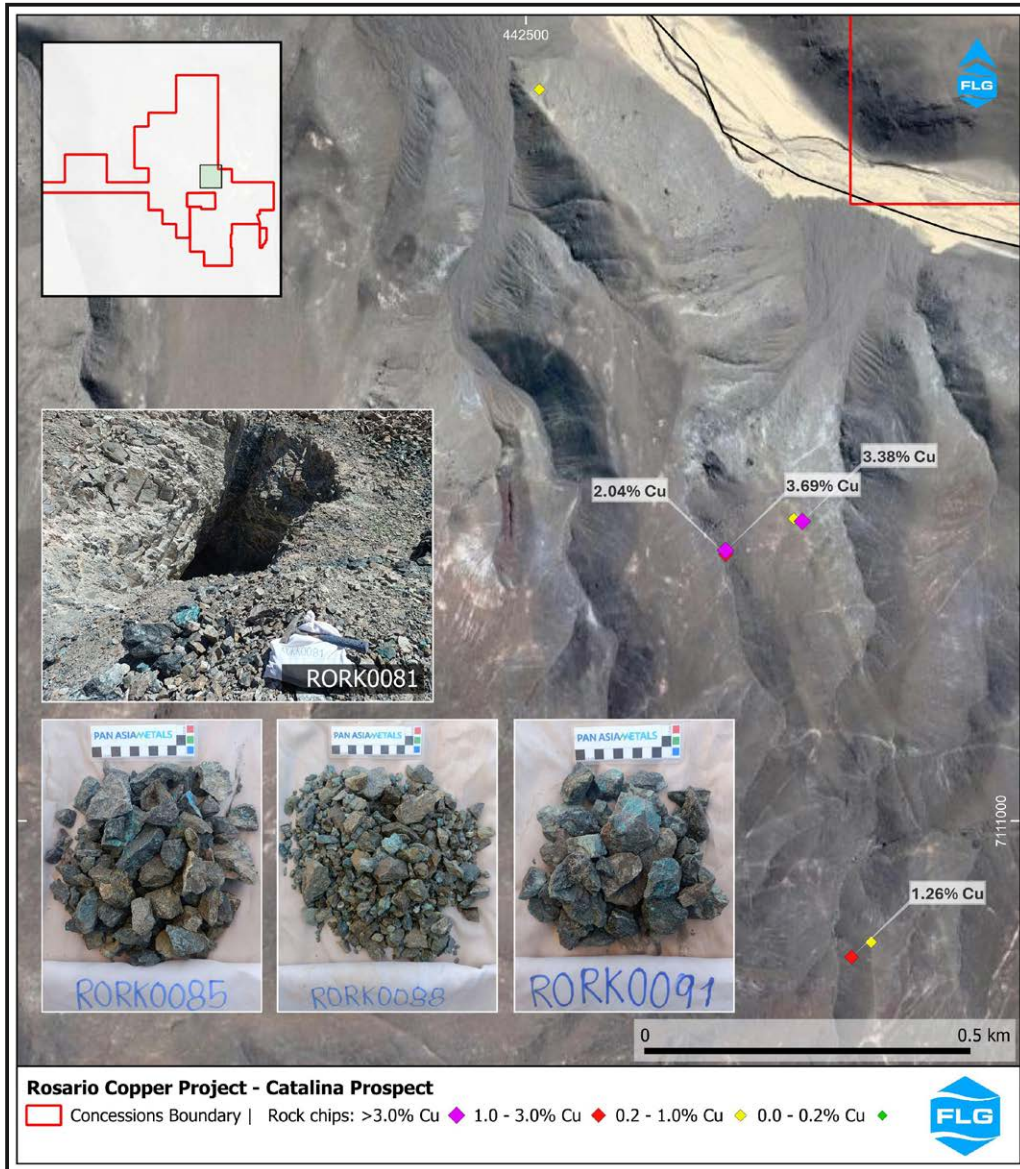 442500
FLG
3.38% Cu
2.04% Cu
3.69% Cu
RORK0081
RORK0081
PAN ASIA METALS
PAN ASIA METALS
PAN ASIA METALS
7111000
1.26% Cu
RORK0085
RORK0088
RORK0091
0
0.5 km
Rosario Copper Project - Catalina Prospect
Concessions Boundary | Rock chips: >3.0% Cu 1.0 - 3.0% Cu 0.2 - 1.0% Cu 0.0 - 0.2% Cu
FLG